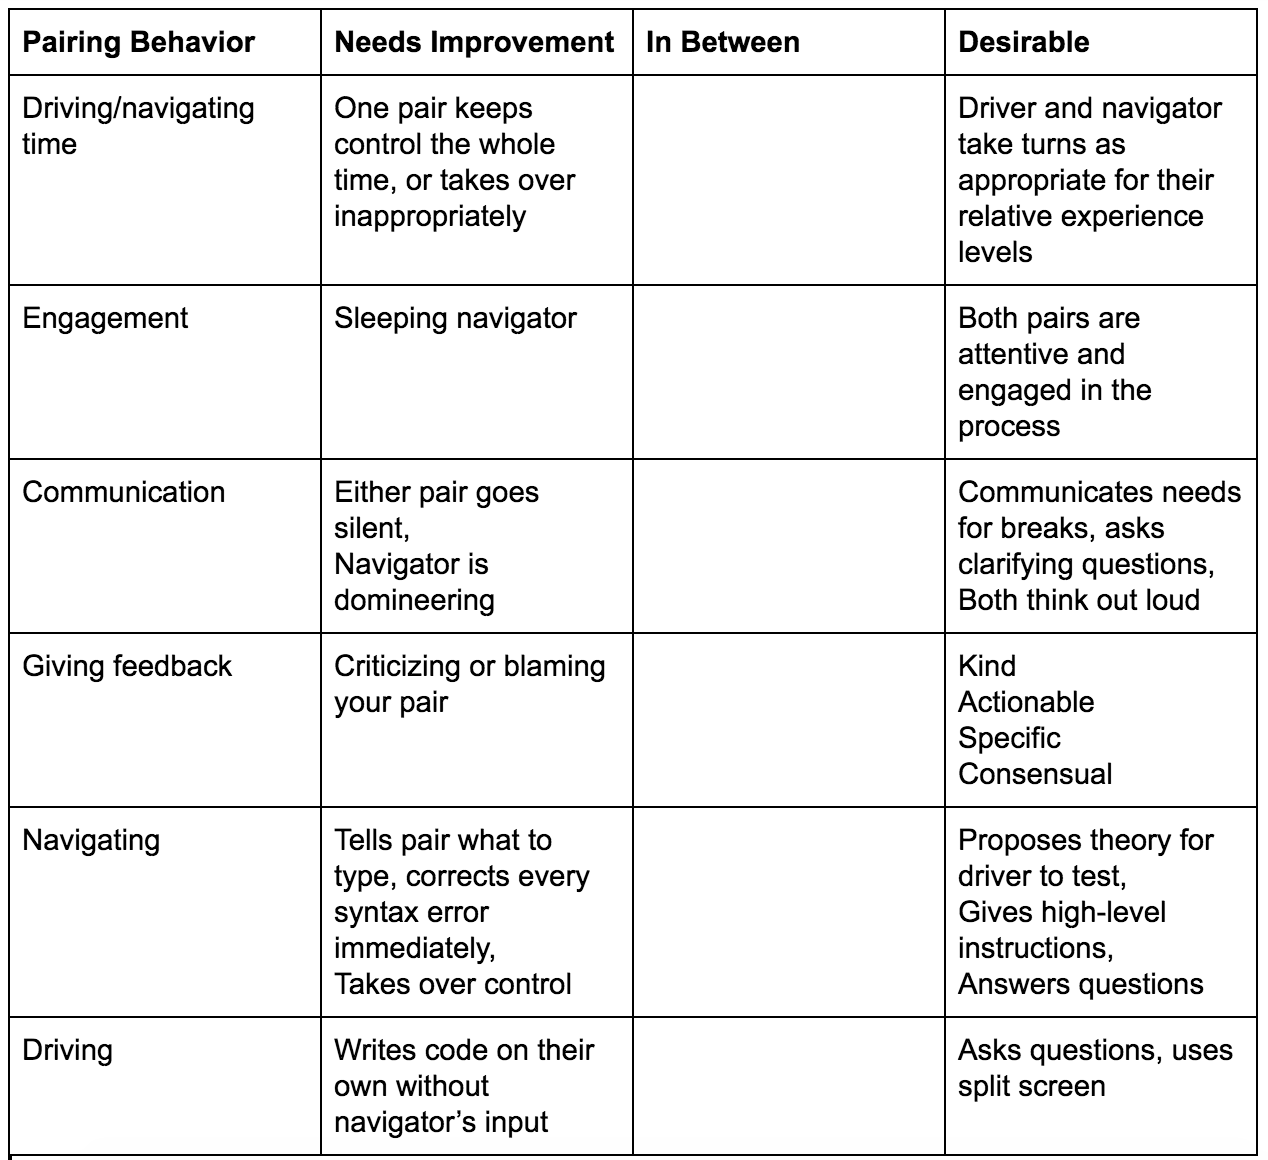 Pairing Behavior
Needs Improvement
In Between
Desirable
Driving/navigating
time
One pair keeps
control the whole
time, or takes over
inappropriately
Driver and navigator
take turns as
appropriate for their
relative experience
levels
Engagement
Sleeping navigator
Both pairs are
attentive and
engaged in the
process
Communication
Either pair goes
silent,
Navigator is
domineering
Communicates needs
for breaks, asks
clarifying questions,
Both think out loud
Giving feedback
Criticizing or blaming
your pair
Kind
Actionable
Specific
Consensual
Navigating
Tells pair what to
type, corrects every
syntax error
immediately,
Takes over control
Proposes theory for
driver to test,
Gives high-level
instructions,
Answers questions
Driving
Writes code on their
own without
navigator’s input
Asks questions, uses
split screen